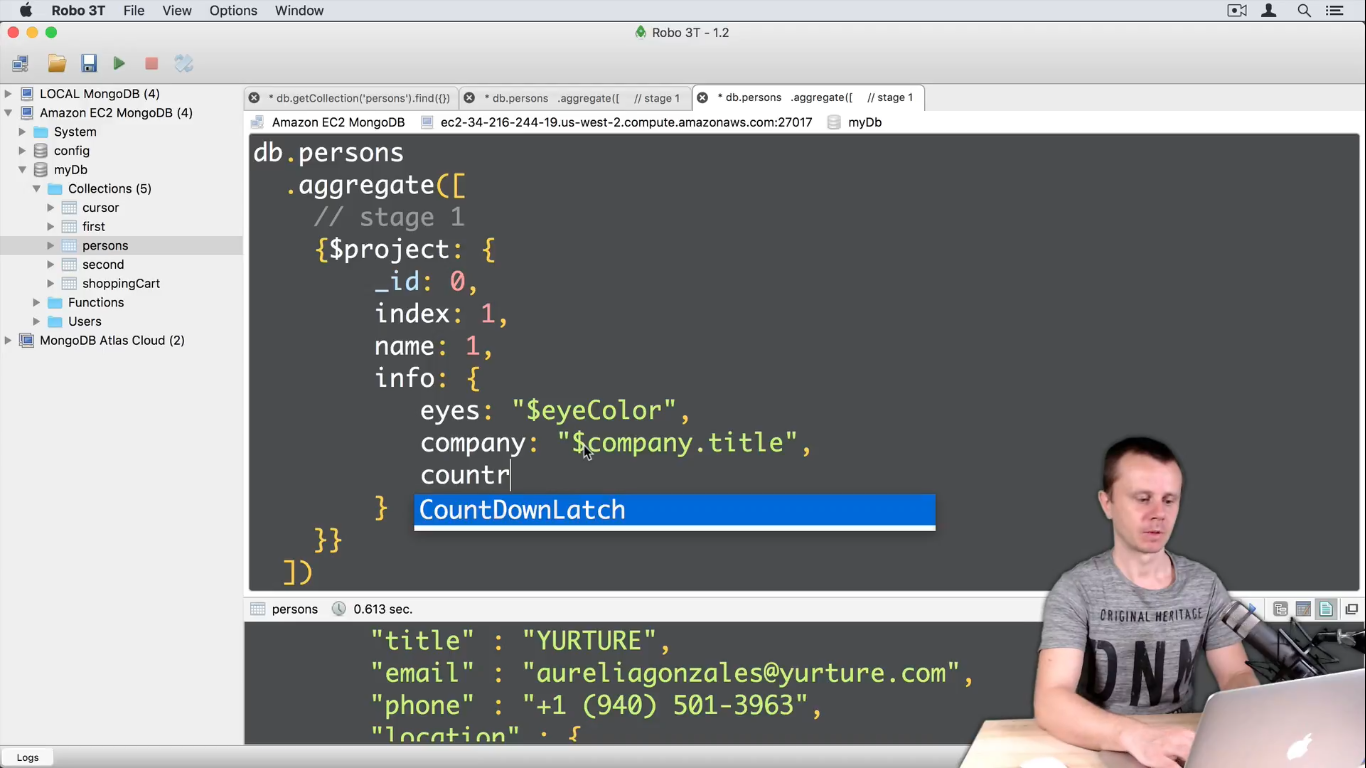 Robo 3T File View Options Window
Robo 3T - 1.2
LOCAL MongoDB (4)
Amazon EC2 MongoDB (4)
System
config
myDb
Collections (5)
cursor
first
persons
second
shoppingCart
Functions
Users
MongoDB Atlas Cloud (2)
* db.getCollection('persons').find({})
* db.persons .aggregate([ // stage 1
* db.persons .aggregate([ // stage 1
Amazon EC2 MongoDB ec2-34-216-244-19.us-west-2.compute.amazonaws.com:27017 myDb
db.persons
.aggregate([
// stage 1
{$project: {
_id: 0,
index: 1,
name: 1,
info: {
eyes: "$eyeColor",
company: "$company.title",
countr
CountDownLatch
}
}}
])
persons 0.613 sec.
"title" : "YURTURE",
"email" : "aureliagonzales@yurture.com",
"phone" : "+1 (940) 501-3963",
"location" : {
Logs
ORIGINAL HERITAGE
DNM